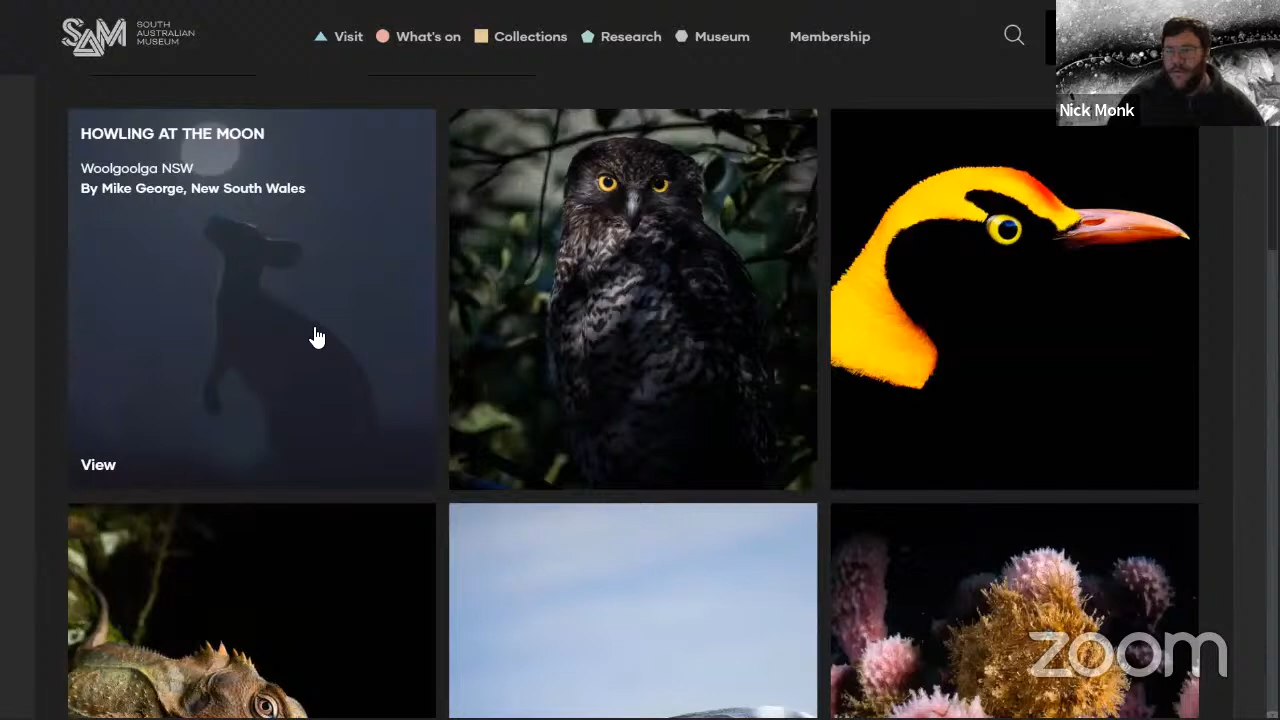 SAM
SOUTH
AUSTRALIAN
MUSEUM
Visit
What's on
Collections
Research
Museum
Membership
Nick Monk
HOWLING AT THE MOON
Woolgoolga NSW
By Mike George, New South Wales
View
zoom